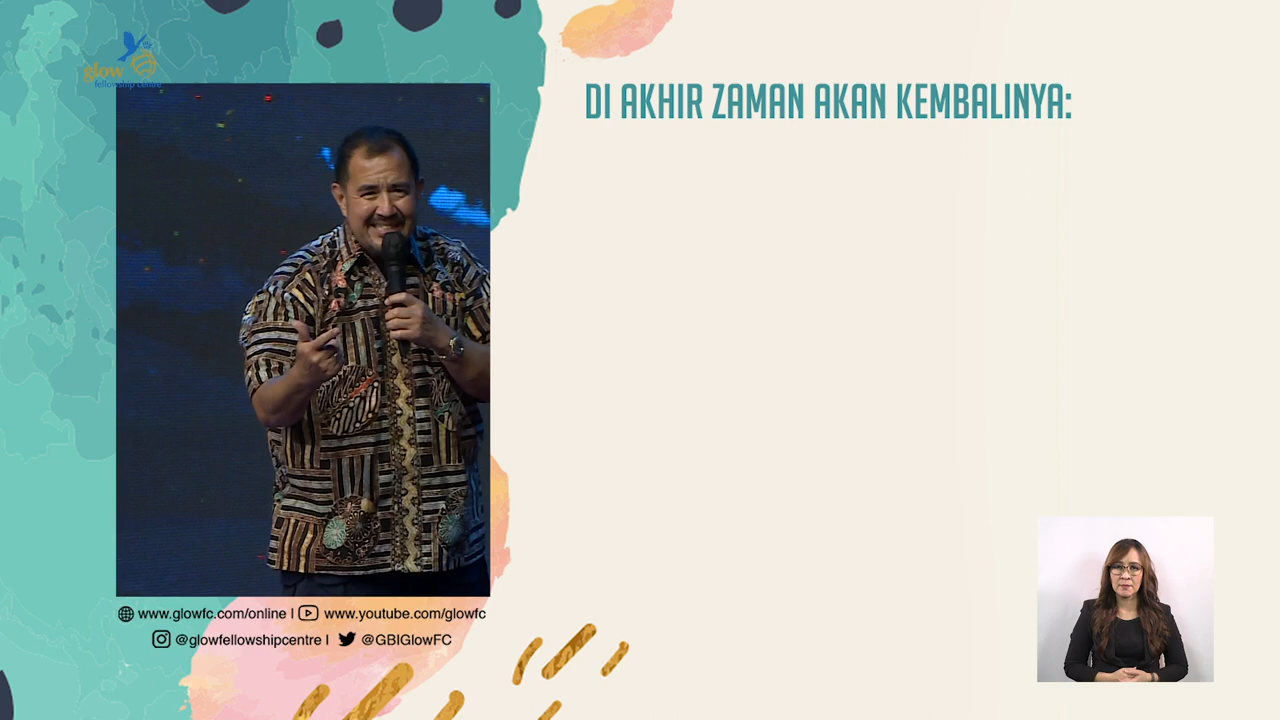 glow
fellowship centre
DI AKHIR ZAMAN AKAN KEMBALINYA:
www.glowfc.com/online | www.youtube.com/glowfc
@glowfellowshipcentre | @GBIGlowFC